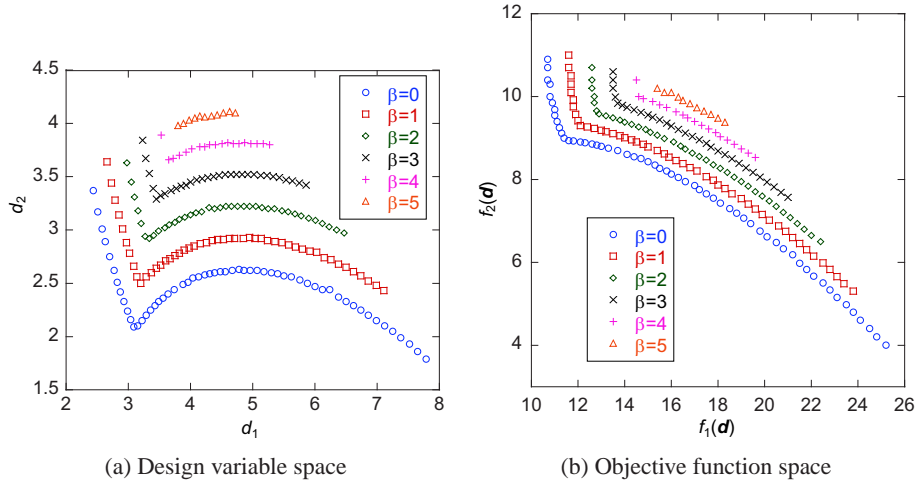 4.5
4
3.5
3
2.5
2
1.5
d2
2 3 4 5 6 7 8
d1
β=0
β=1
β=2
β=3
β=4
β=5
(a) Design variable space
12
10
8
6
4
f2(d)
10 12 14 16 18 20 22 24 26
f1(d)
β=0
β=1
β=2
β=3
β=4
β=5
(b) Objective function space